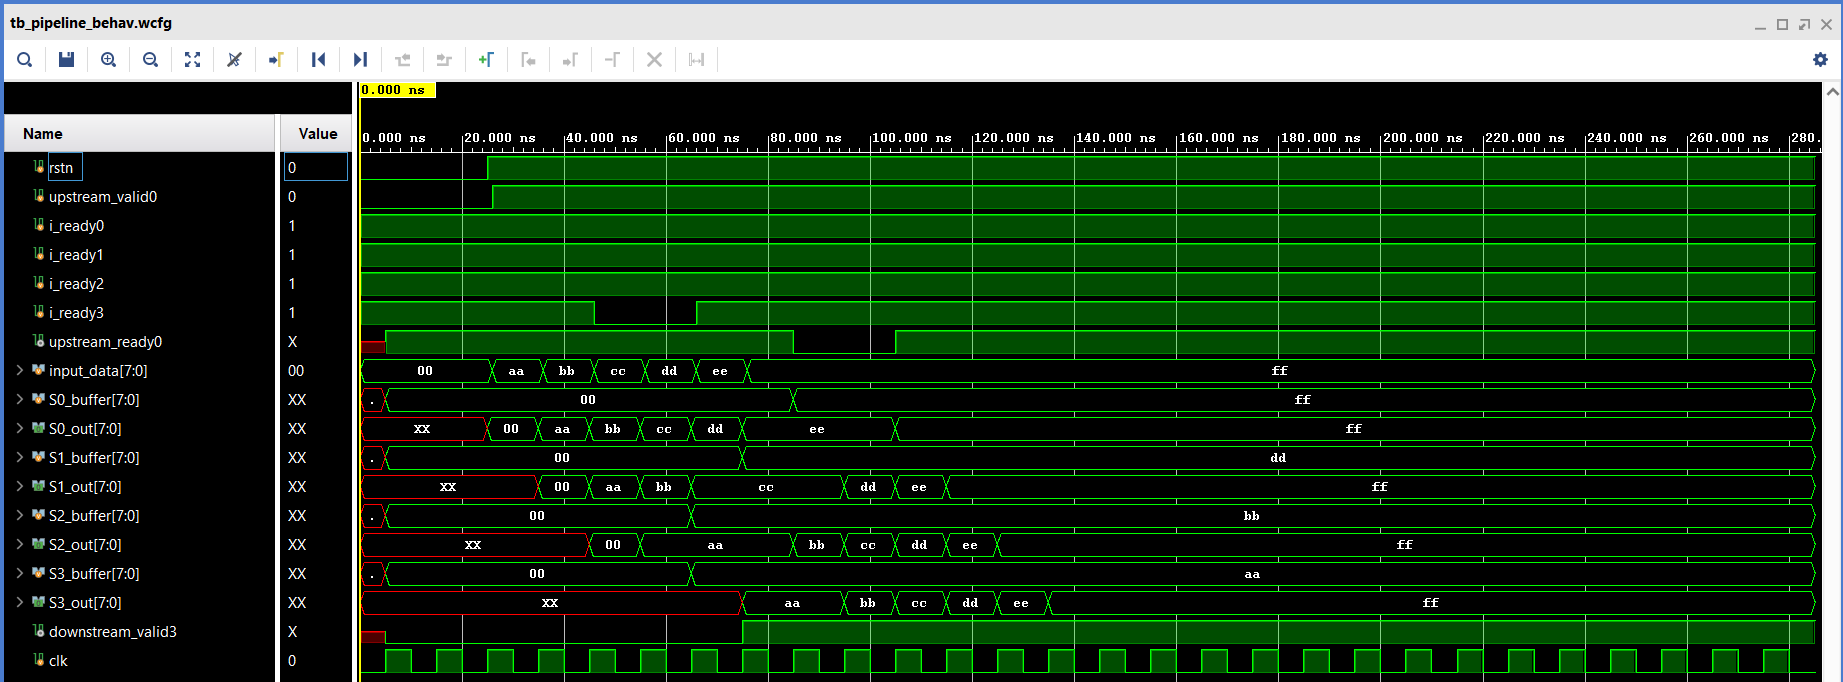 tb_pipeline_behav.wcfg
0.000 ns
Name Value 0.000 ns 20.000 ns 40.000 ns 60.000 ns 80.000 ns 100.000 ns 120.000 ns 140.000 ns 160.000 ns 180.000 ns 200.000 ns 220.000 ns 240.000 ns 260.000 ns 280.
rstn 0
upstream_valid0 0
i_ready0 1
i_ready1 1
i_ready2 1
i_ready3 1
upstream_ready0 X
input_data[7:0] 00 00 aa bb cc dd ee ff
S0_buffer[7:0] XX . 00 ff
S0_out[7:0] XX XX 00 aa bb cc dd ee ff
S1_buffer[7:0] XX . 00 dd
S1_out[7:0] XX XX 00 aa bb cc dd ee ff
S2_buffer[7:0] XX . 00 bb
S2_out[7:0] XX XX 00 aa bb cc dd ee ff
S3_buffer[7:0] XX . 00 aa
S3_out[7:0] XX XX aa bb cc dd ee ff
downstream_valid3 X
clk 0